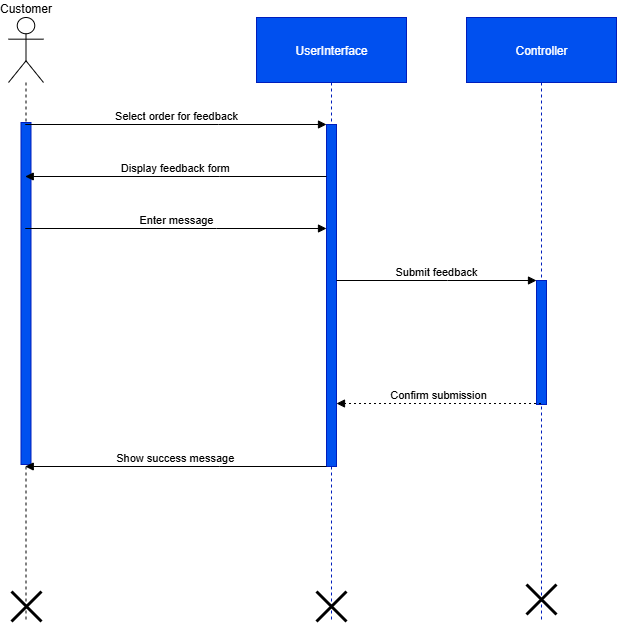 Customer
UserInterface
Controller
Select order for feedback
Display feedback form
Enter message
Submit feedback
Confirm submission
Show success message